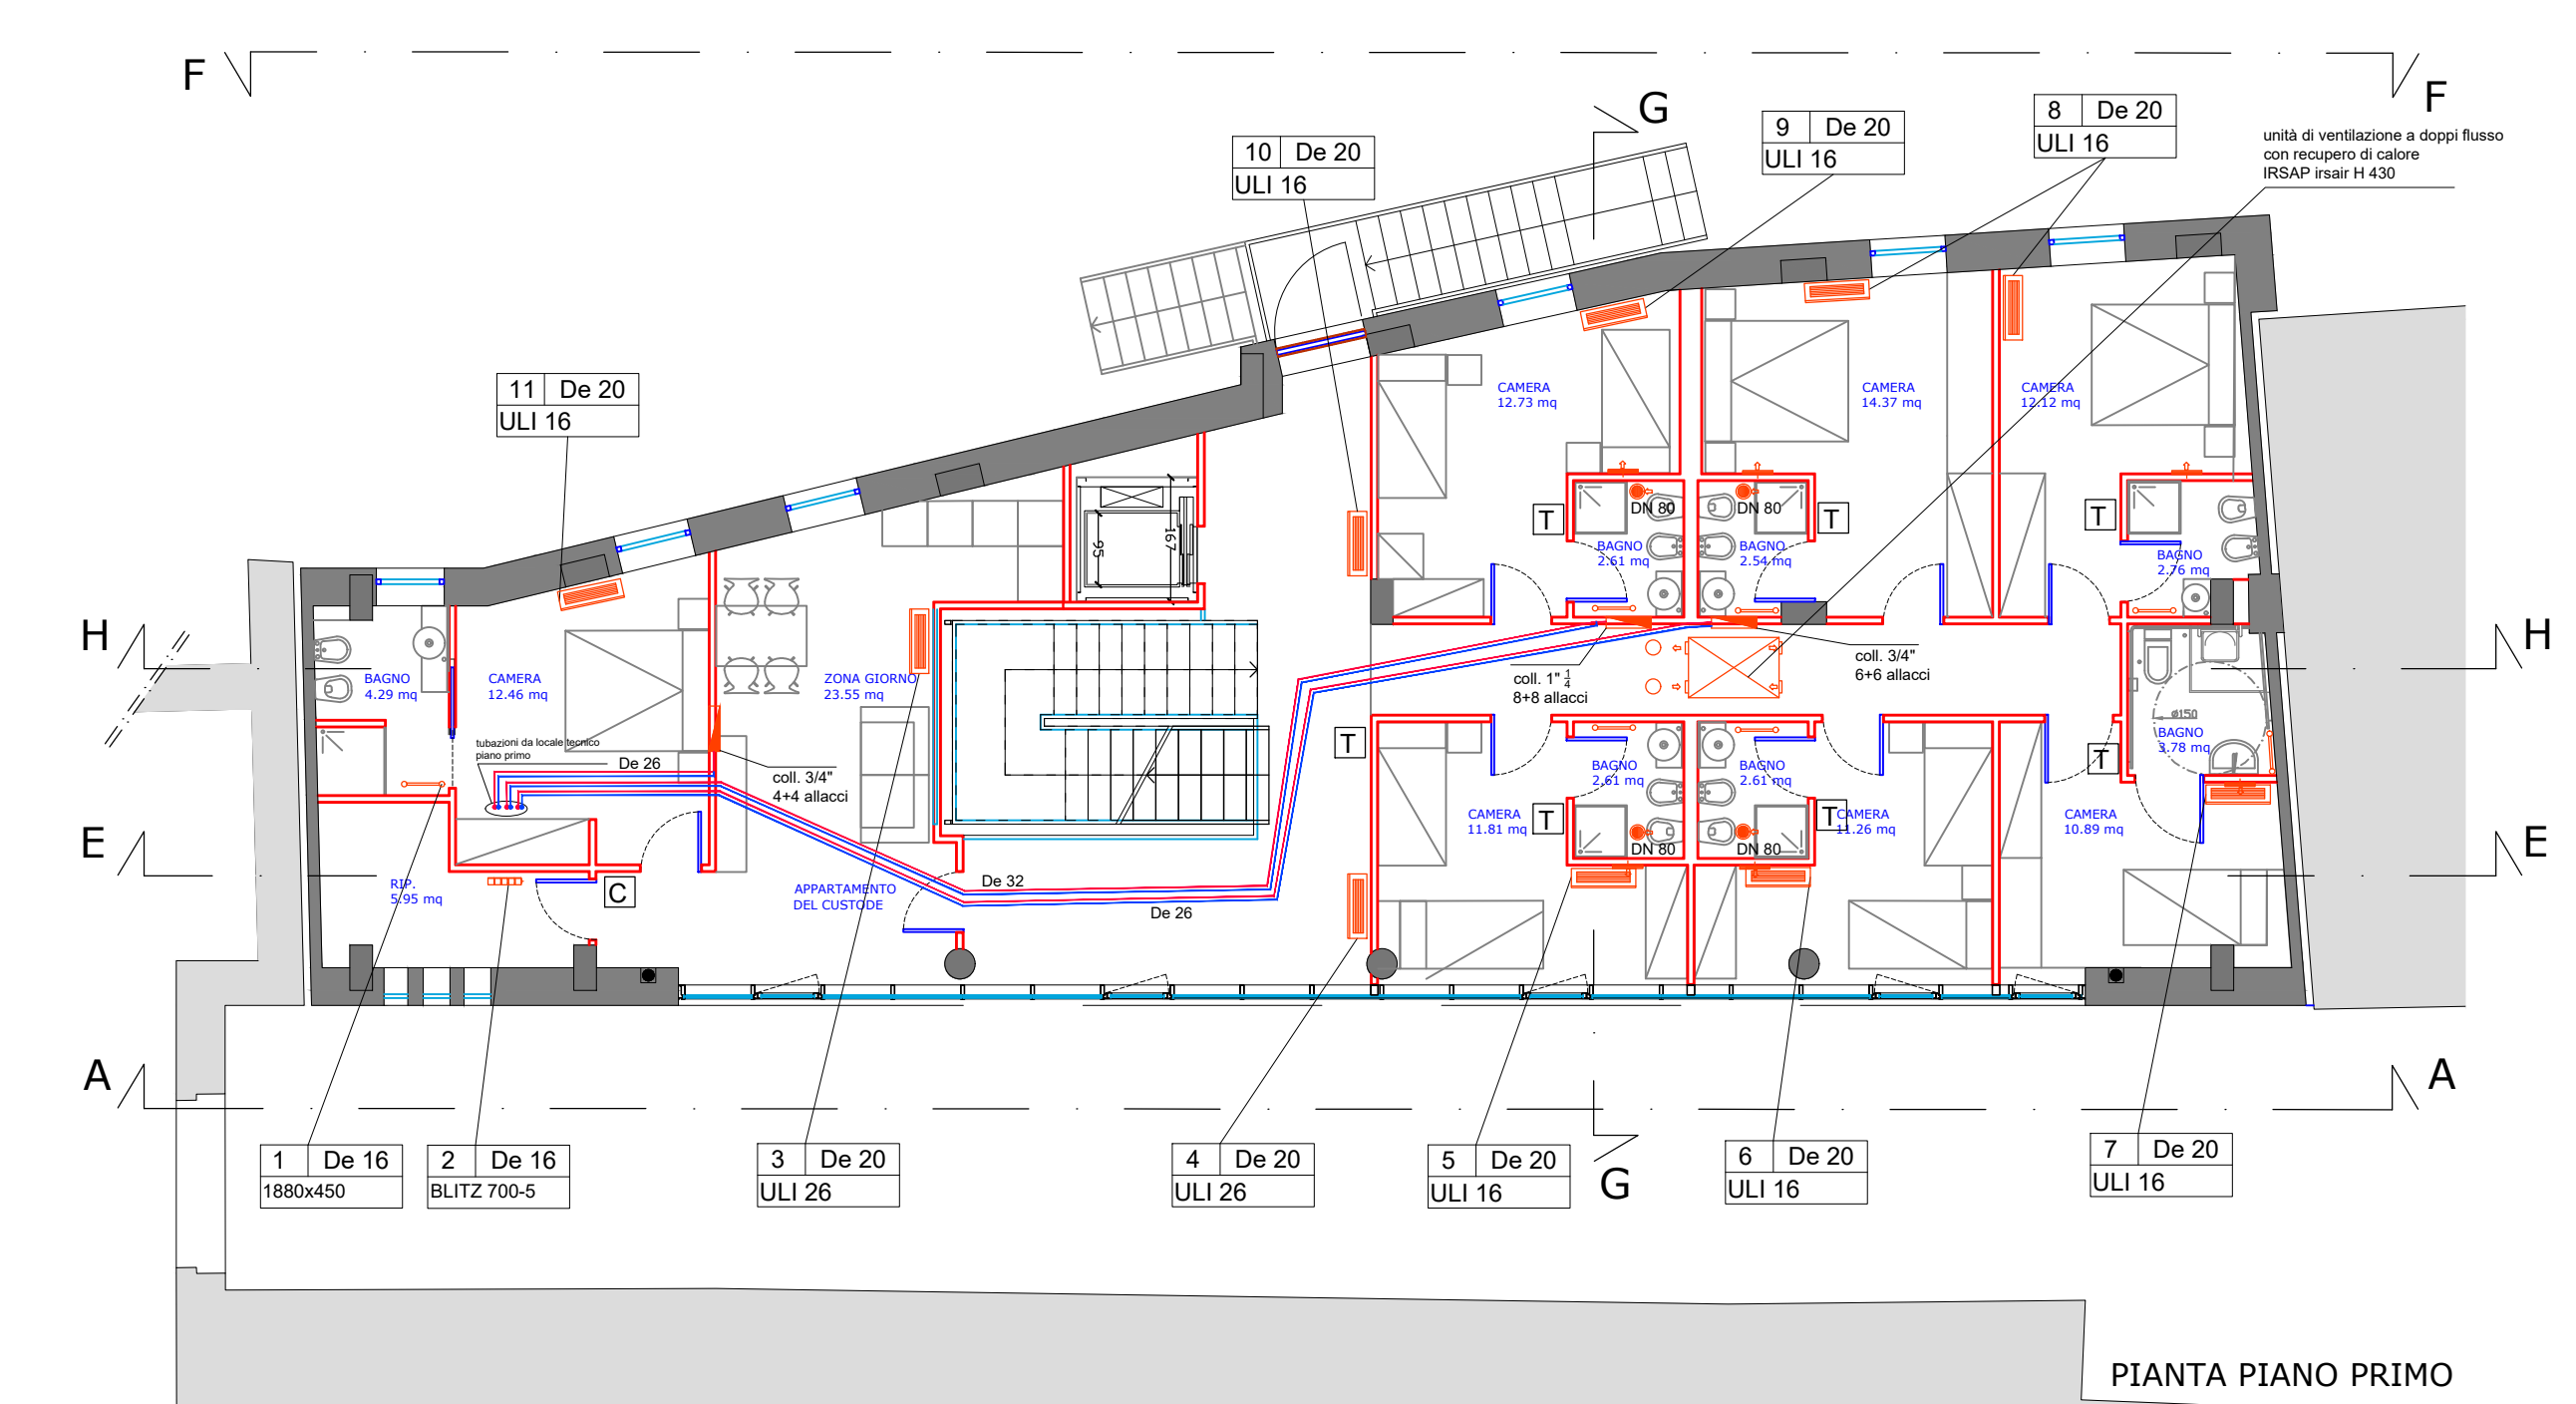 F
F
G
9 De 20
ULI 16
8 De 20
ULI 16
unità di ventilazione a doppi flusso
con recupero di calore
IRSAP irsair H 430
10 De 20
ULI 16
11 De 20
ULI 16
CAMERA
12.73 mq
CAMERA
14.37 mq
CAMERA
12.12 mq
95
167
T
DN 80
DN 80
T
T
BAGNO
2.61 mq
BAGNO
2.54 mq
BAGNO
2.76 mq
H
H
BAGNO
4.29 mq
CAMERA
12.46 mq
ZONA GIORNO
23.55 mq
coll. 1" 1/4
8+8 allacci
coll. 3/4"
6+6 allacci
ø150
BAGNO
3.78 mq
tubazioni da locale tecnico
piano primo
De 26
coll. 3/4"
4+4 allacci
T
T
BAGNO
2.61 mq
BAGNO
2.61 mq
E
E
CAMERA
11.81 mq
T
T
CAMERA
11.26 mq
CAMERA
10.89 mq
DN 80
DN 80
RIP.
5.95 mq
C
APPARTAMENTO
DEL CUSTODE
De 32
De 26
A
A
1 De 16
1880x450
2 De 16
BLITZ 700-5
3 De 20
ULI 26
4 De 20
ULI 26
5 De 20
ULI 16
6 De 20
ULI 16
7 De 20
ULI 16
G
PIANTA PIANO PRIMO